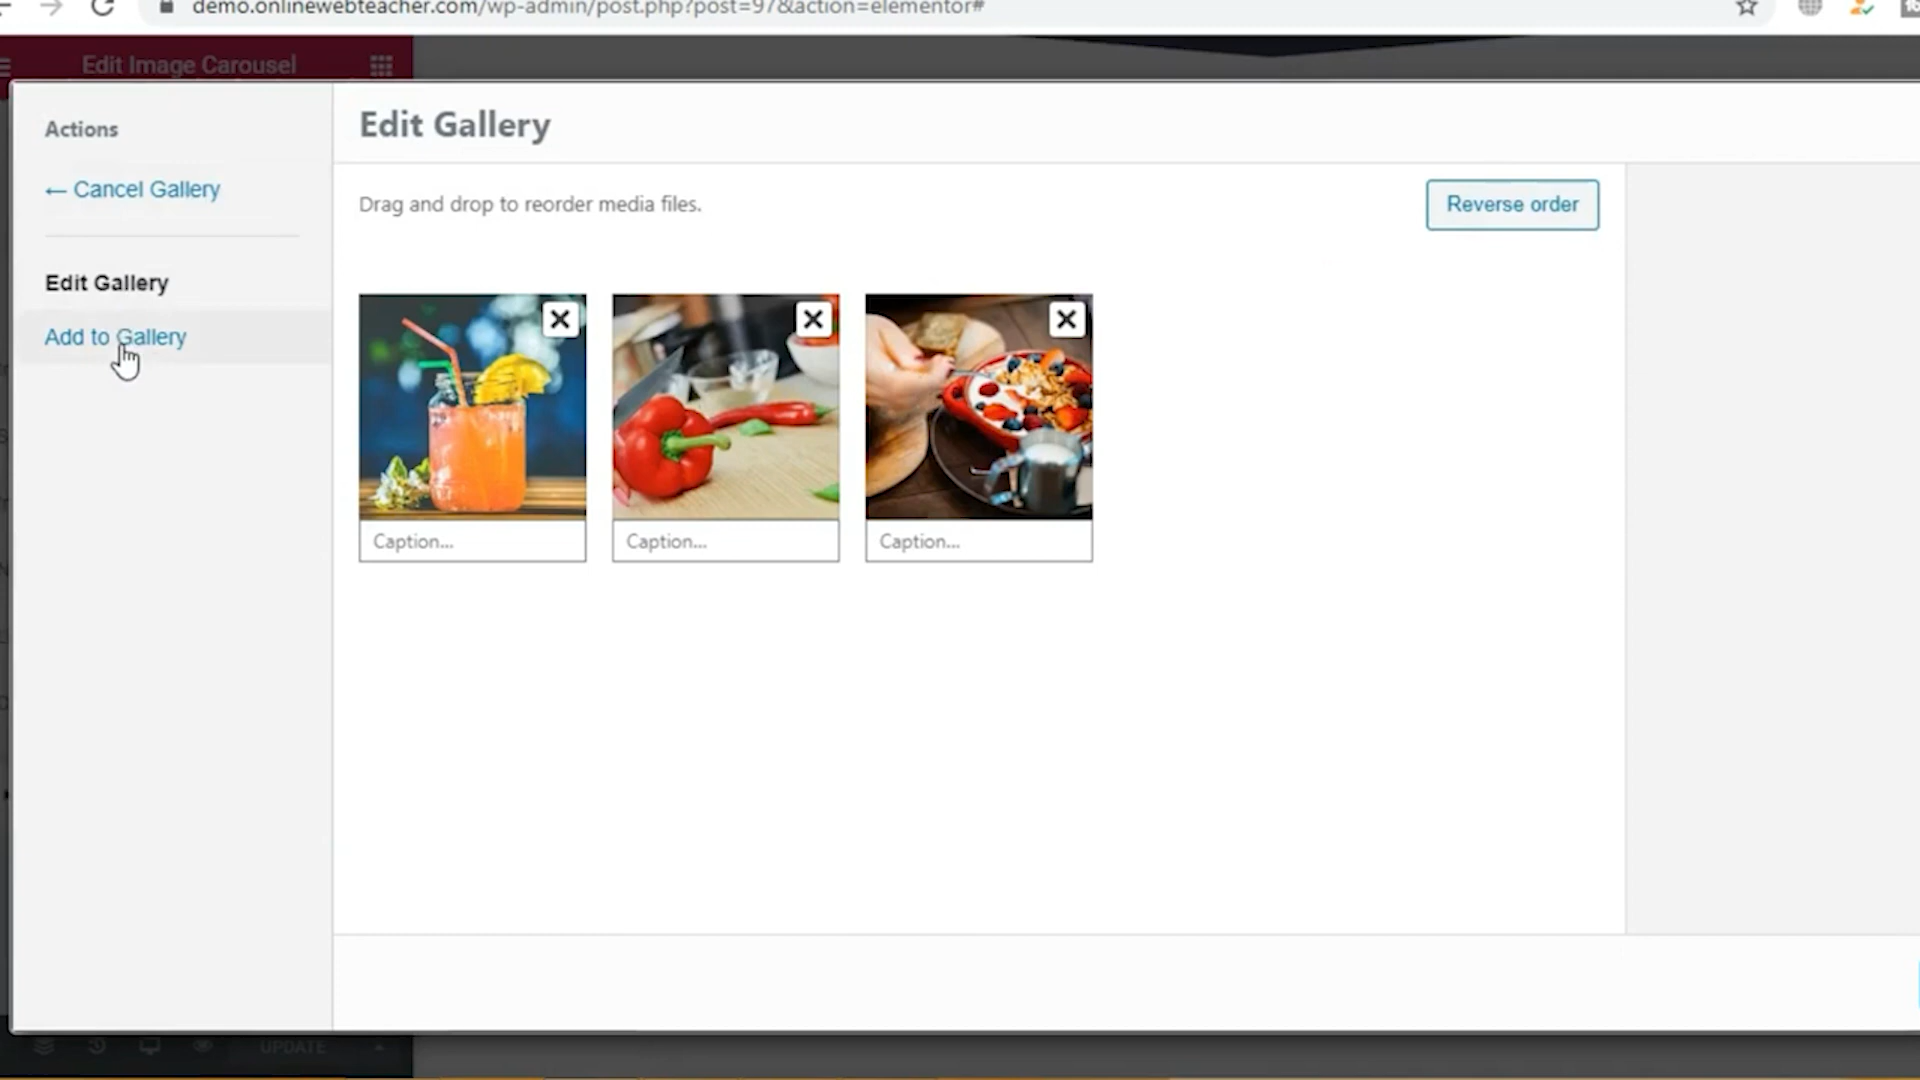 demo.onlinewebteacher.com/wp-admin/post.php?post=97&action=elementor#
Edit Image Carousel
Actions
← Cancel Gallery
Edit Gallery
Add to Gallery
Edit Gallery
Drag and drop to reorder media files.
Reverse order
Caption...
Caption...
Caption...
UPDATE